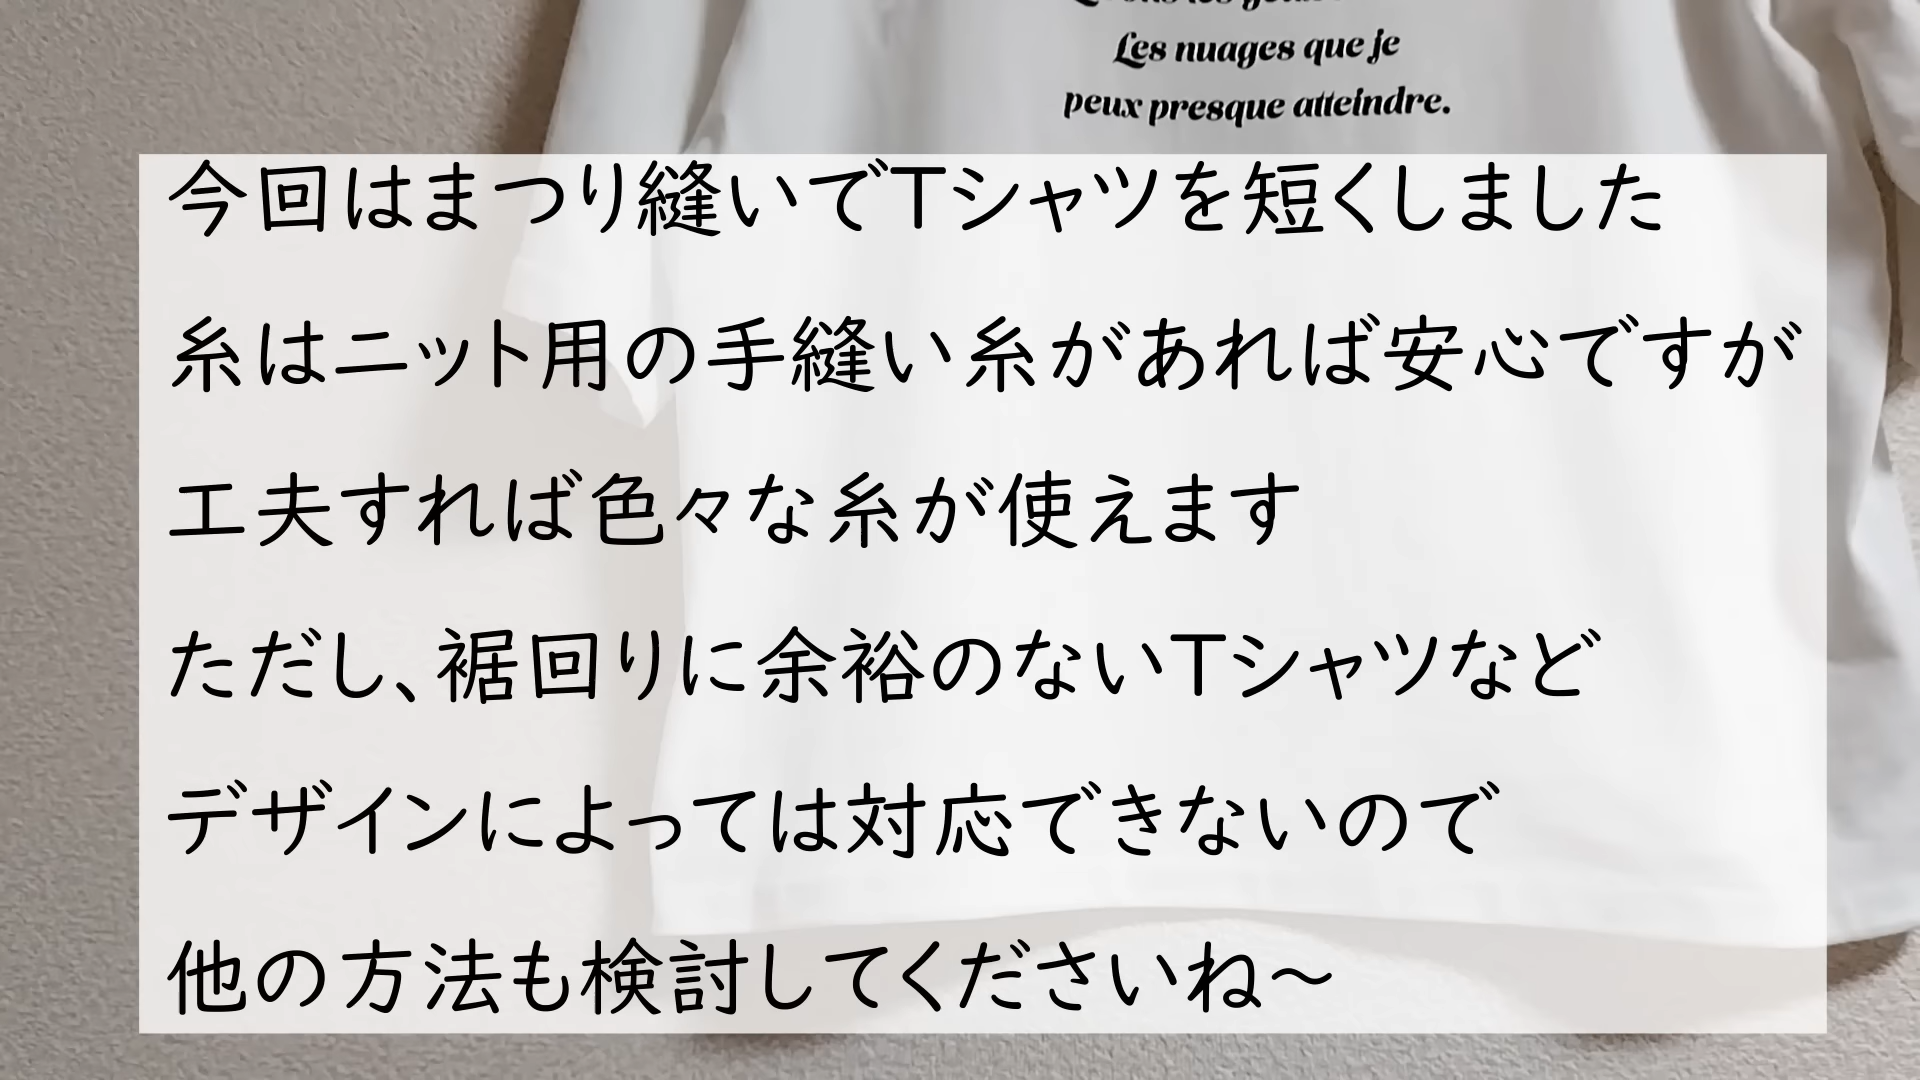 Les nuages que je
peux presque atteindre.
今回はまつり縫いでTシャツを短くしました
糸はニット用の手縫い糸があれば安心ですが
工夫すれば色々な糸が使えます
ただし、裾回りに余裕のないTシャツなど
デザインによっては対応できないので
他の方法も検討してくださいね～